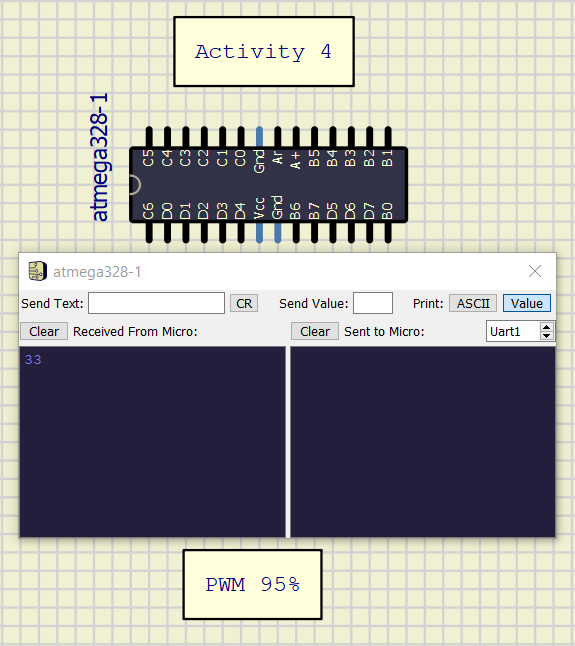 Activity 4
atmega328-1
C5 C4 C3 C2 C1 C0 Gnd Ar A+ B5 B4 B3 B2 B1
C6 D0 D1 D2 D3 D4 Vcc Gnd B6 B7 D5 D6 D7 B0
atmega328-1
Send Text: CR Send Value: Print: ASCII Value
Clear Received From Micro: Clear Sent to Micro: Uart1
33
PWM 95%